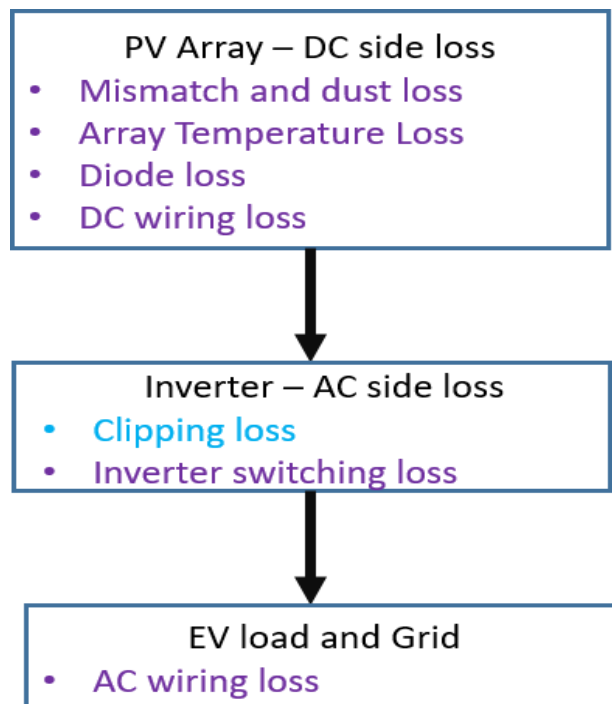 PV Array – DC side loss
• Mismatch and dust loss
• Array Temperature Loss
• Diode loss
• DC wiring loss
Inverter – AC side loss
• Clipping loss
• Inverter switching loss
EV load and Grid
• AC wiring loss